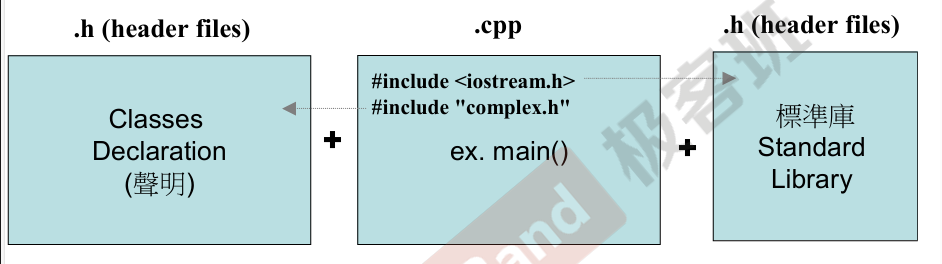 .h (header files)
.cpp
.h (header files)
Classes
Declaration
(聲明)
+
#include <iostream.h>
#include "complex.h"
ex. main()
+
標準庫
Standard
Library
极客班